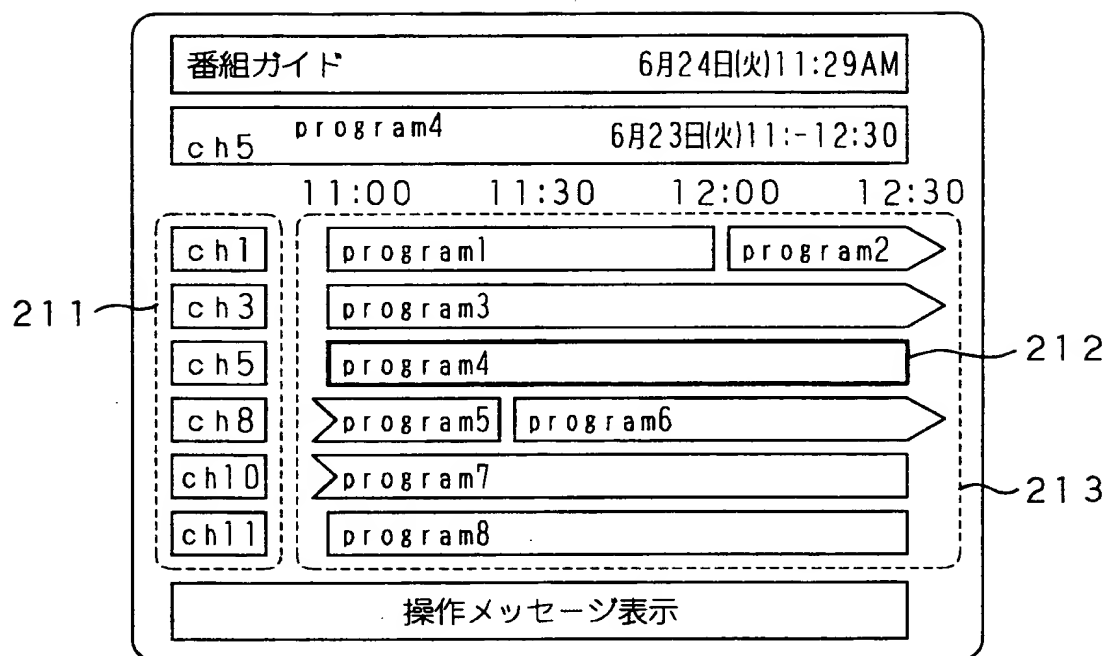 番組ガイド 6月24日(火)11:29AM
ch5 program4 6月23日(火)11:-12:30
11:00 11:30 12:00 12:30
ch1 program1 program2
211 ch3 program3
ch5 program4 212
ch8 program5 program6
ch10 program7 213
ch11 program8
操作メッセージ表示